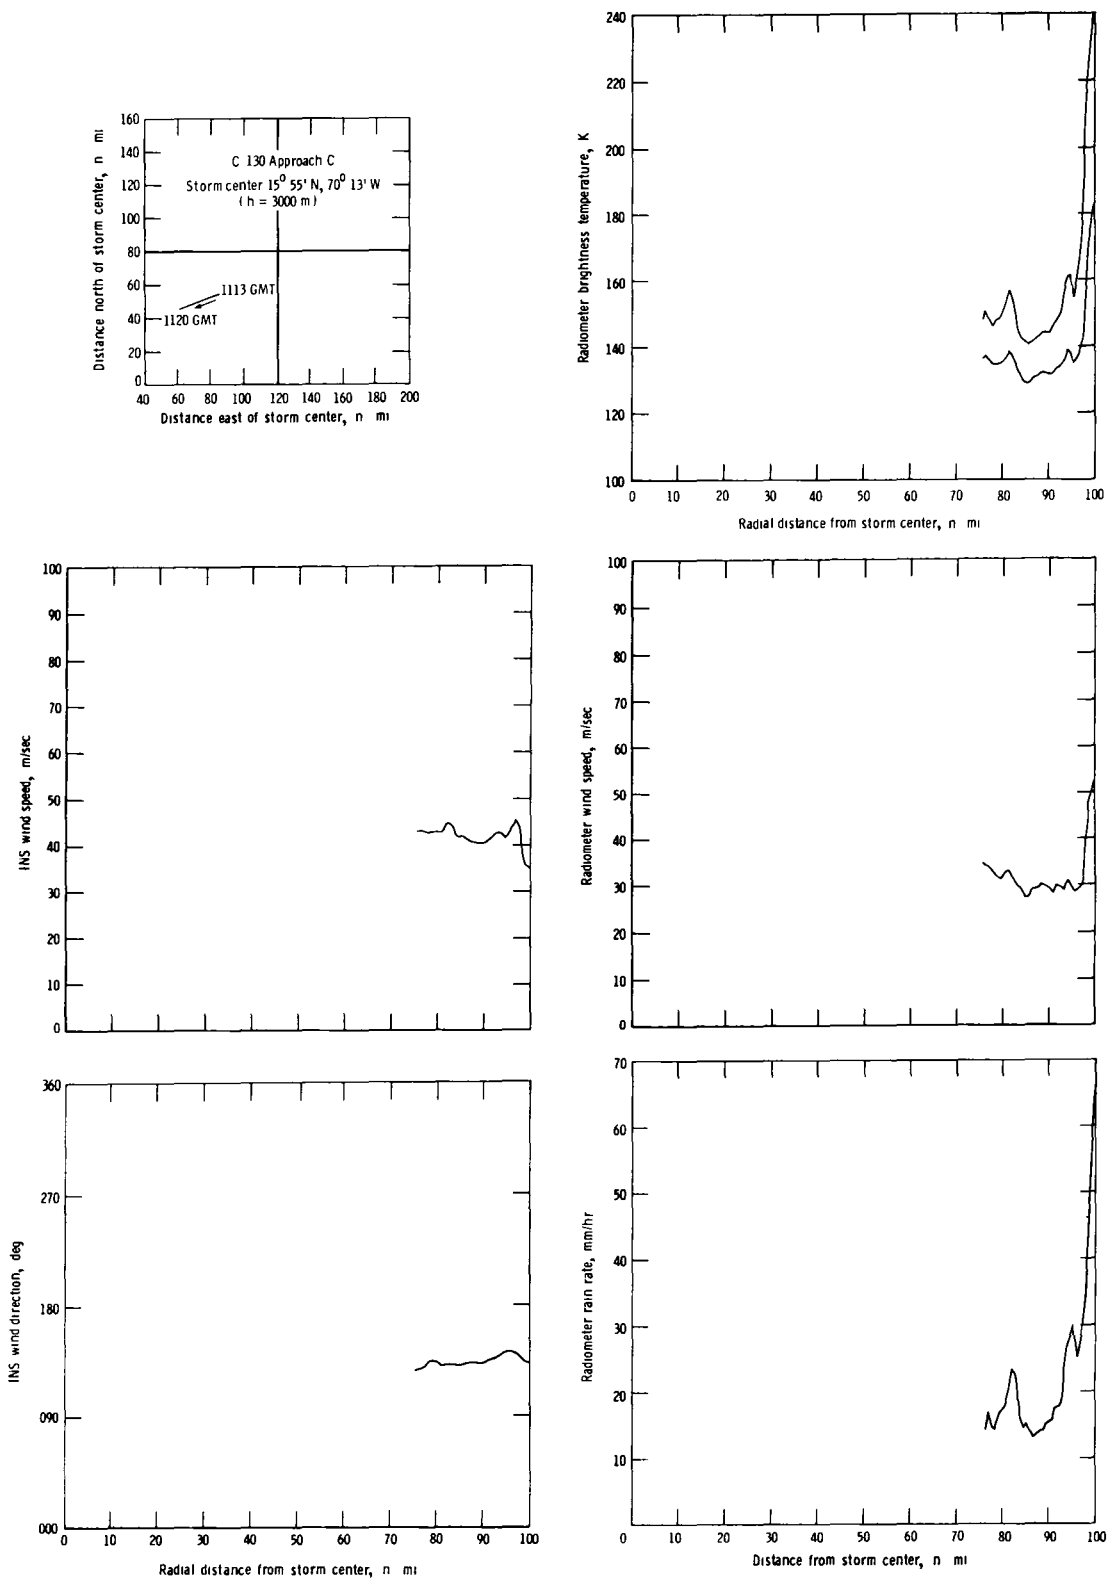 160
140
120
100
80
60
40
20
0
Distance north of storm center, n mi
C 130 Approach C
Storm center 15° 55' N, 70° 13' W
( h = 3000 m )
1113 GMT
1120 GMT
40 60 80 100 120 140 160 180 200
Distance east of storm center, n mi
240
220
200
180
160
140
120
100
Radiometer brightness temperature, K
0 10 20 30 40 50 60 70 80 90 100
Radial distance from storm center, n mi
100
90
80
70
60
50
40
30
20
10
0
INS wind speed, m/sec
100
90
80
70
60
50
40
30
20
10
0
Radiometer wind speed, m/sec
360
270
180
090
000
INS wind direction, deg
0 10 20 30 40 50 60 70 80 90 100
Radial distance from storm center, n mi
70
60
50
40
30
20
10
Radiometer rain rate, mm/hr
0 10 20 30 40 50 60 70 80 90 100
Distance from storm center, n mi